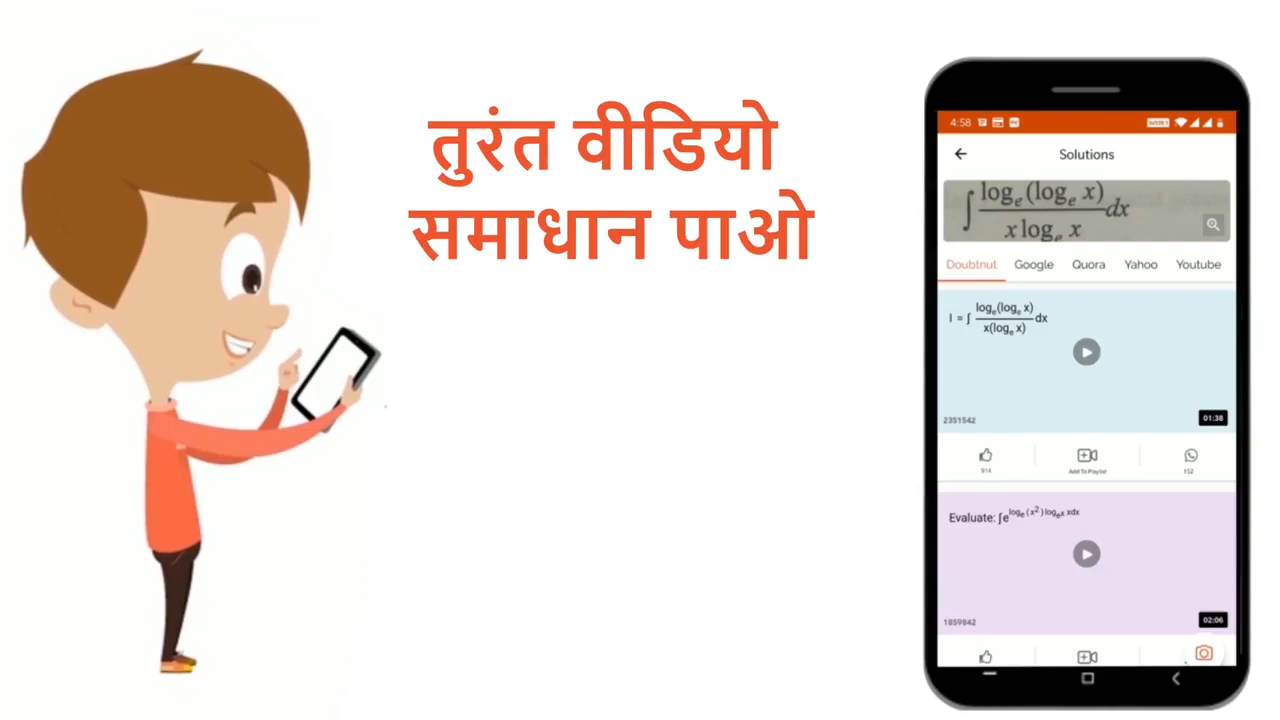 तुरंत वीडियो
समाधान पाओ
4:58
Solutions
∫ logₑ(logₑ x) / x logₑ x dx
Doubtnut Google Quora Yahoo Youtube
I = ∫ logₑ(logₑ x) / x(logₑ x) dx
2351542
01:38
914
Add To Playlist
152
Evaluate: ∫e^logₑ(x²) logₑx xdx
1859842
02:06